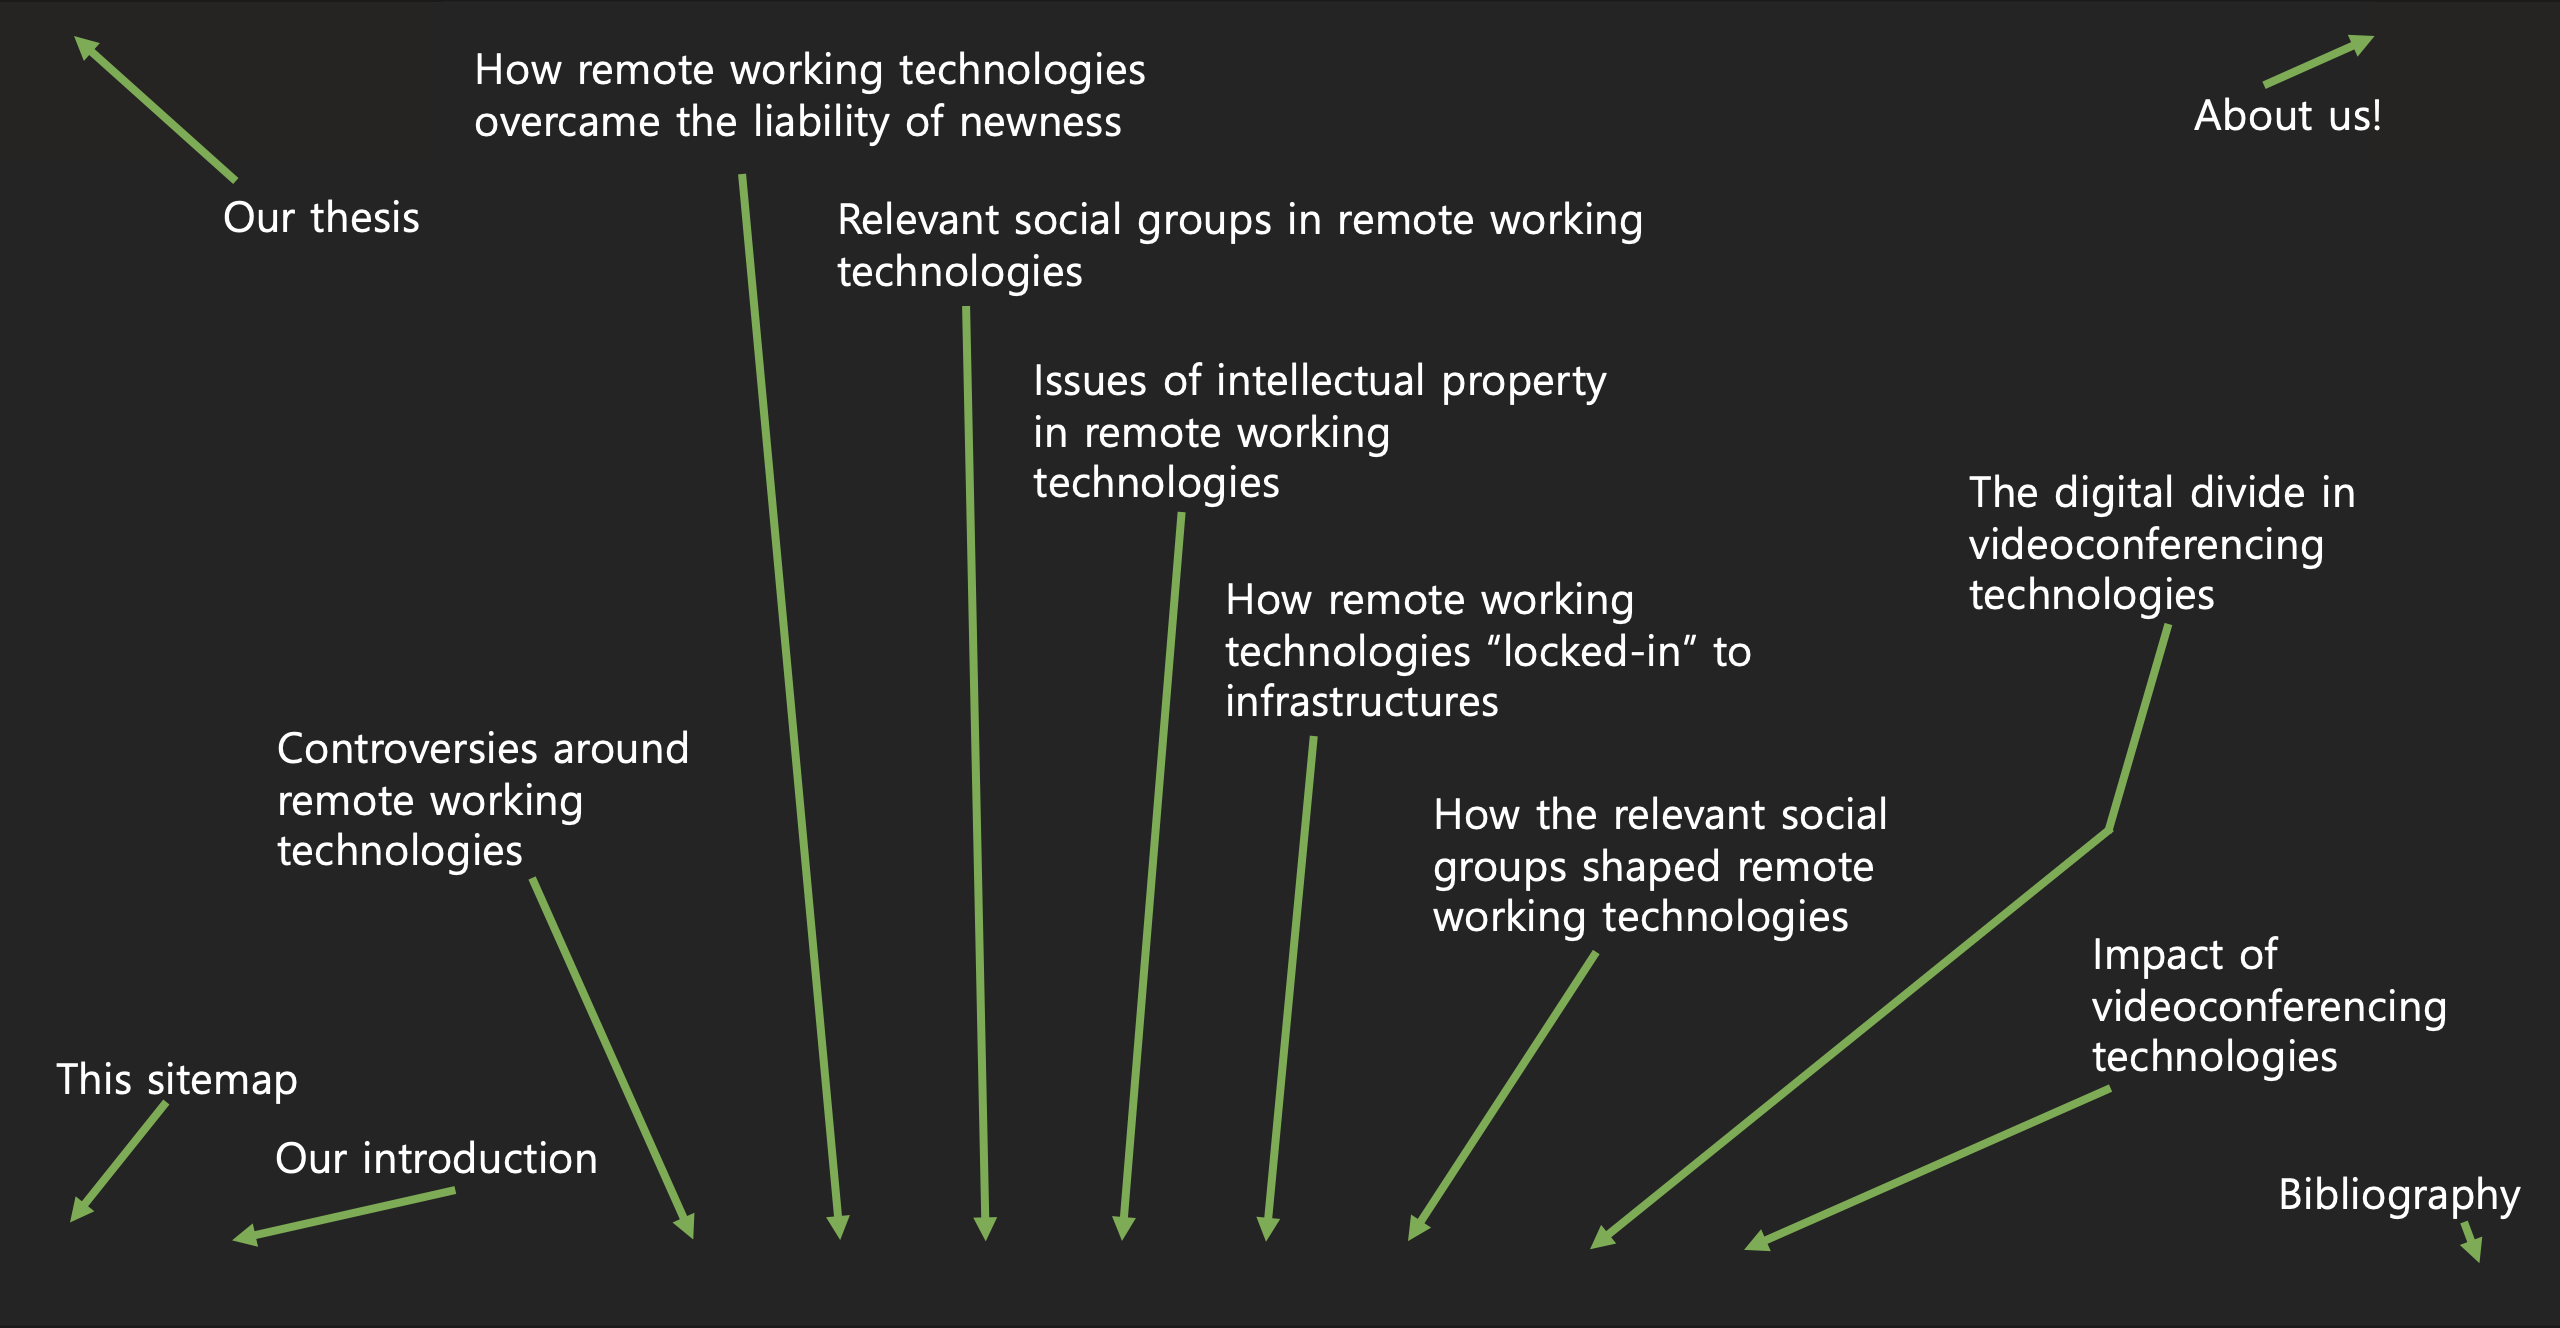 How remote working technologies
overcame the liability of newness
About us!
Our thesis
Relevant social groups in remote working
technologies
Issues of intellectual property
in remote working
technologies
The digital divide in
videoconferencing
technologies
How remote working
technologies “locked-in” to
infrastructures
Controversies around
remote working
technologies
How the relevant social
groups shaped remote
working technologies
Impact of
videoconferencing
technologies
This sitemap
Our introduction
Bibliography